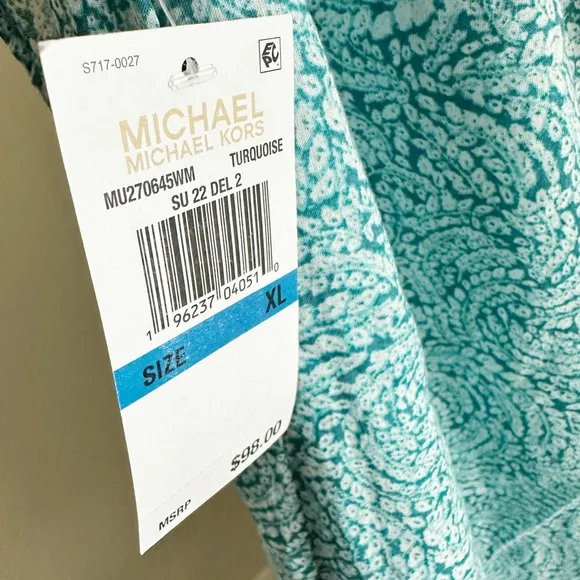 S717-0027
EPC
MICHAEL
MICHAEL KORS
MU270645WM TURQUOISE
SU 22 DEL 2
1 96237 04051 0
SIZE XL
$98.00
MSRP